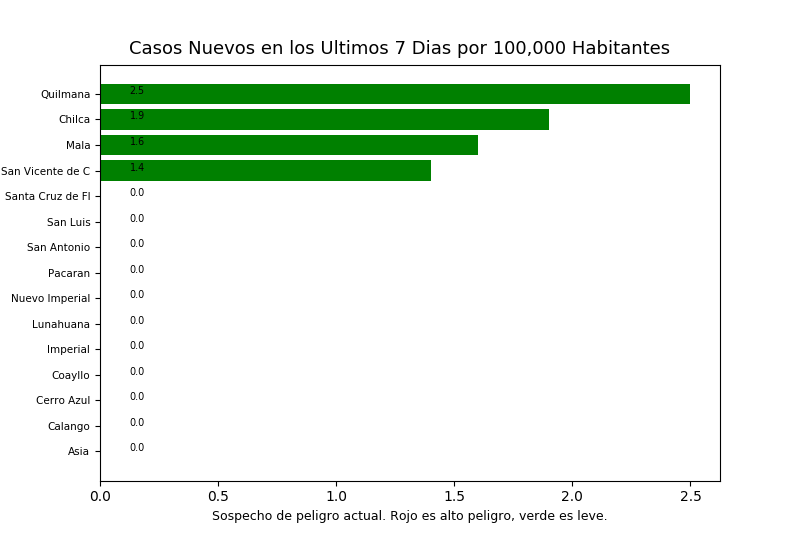 Casos Nuevos en los Ultimos 7 Dias por 100,000 Habitantes
Quilmana 2.5
Chilca 1.9
Mala 1.6
San Vicente de C 1.4
Santa Cruz de Fl 0.0
San Luis 0.0
San Antonio 0.0
Pacaran 0.0
Nuevo Imperial 0.0
Lunahuana 0.0
Imperial 0.0
Coayllo 0.0
Cerro Azul 0.0
Calango 0.0
Asia 0.0
0.0 0.5 1.0 1.5 2.0 2.5
Sospecho de peligro actual. Rojo es alto peligro, verde es leve.